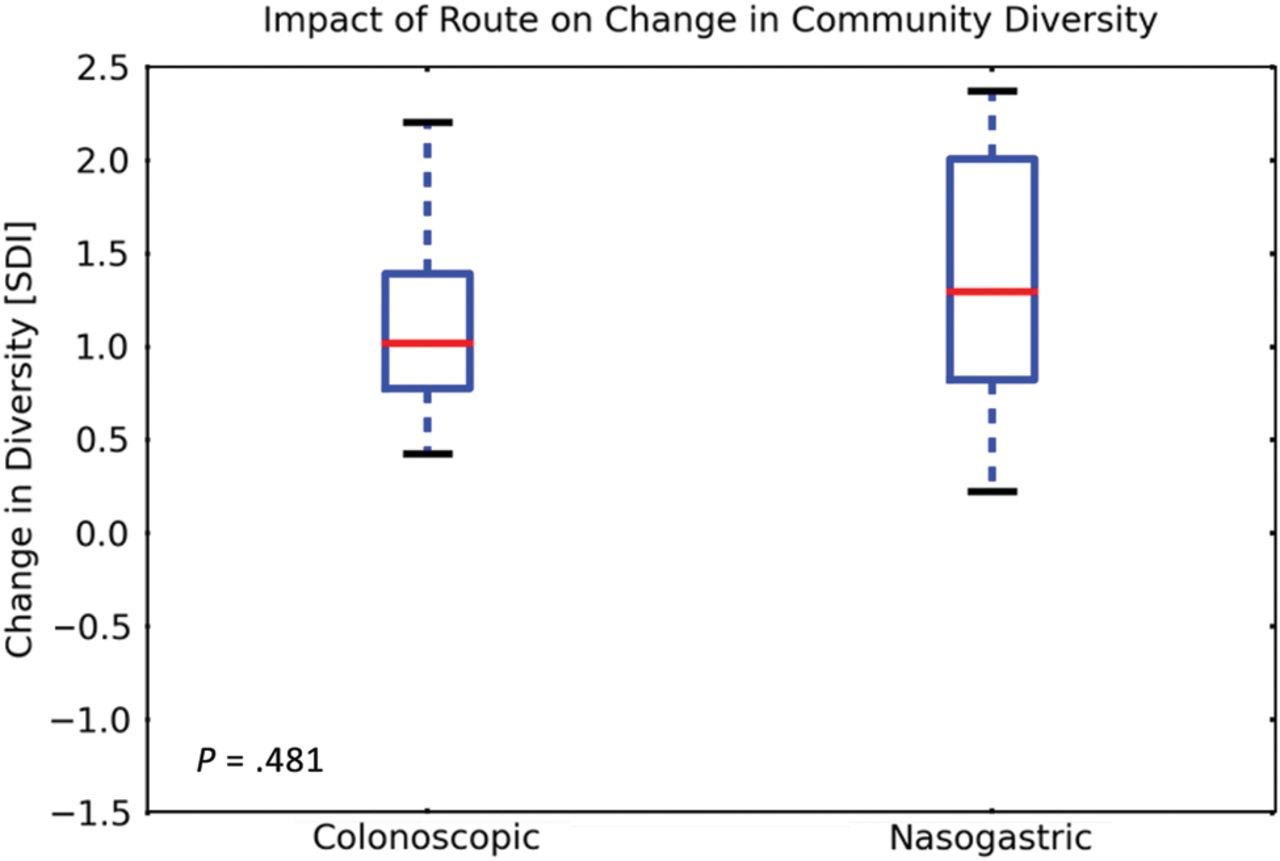 Impact of Route on Change in Community Diversity
Change in Diversity [SDI]
2.5
2.0
1.5
1.0
0.5
0.0
−0.5
−1.0
−1.5
P = .481
Colonoscopic
Nasogastric